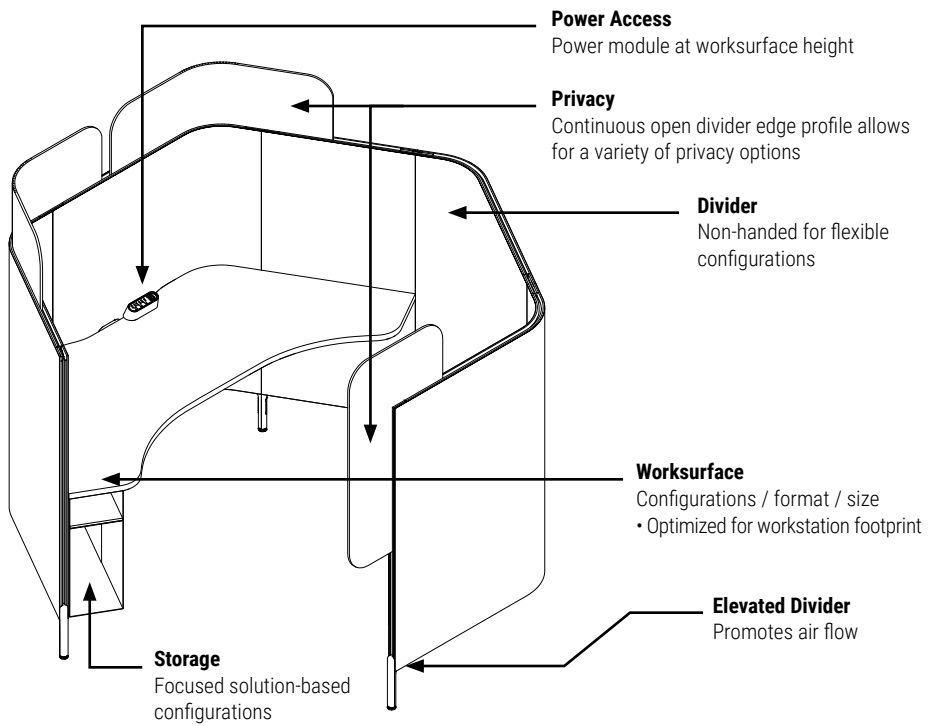 Power Access
Power module at worksurface height
Privacy
Continuous open divider edge profile allows
for a variety of privacy options
Divider
Non-handed for flexible
configurations
Worksurface
Configurations / format / size
• Optimized for workstation footprint
Elevated Divider
Promotes air flow
Storage
Focused solution-based
configurations